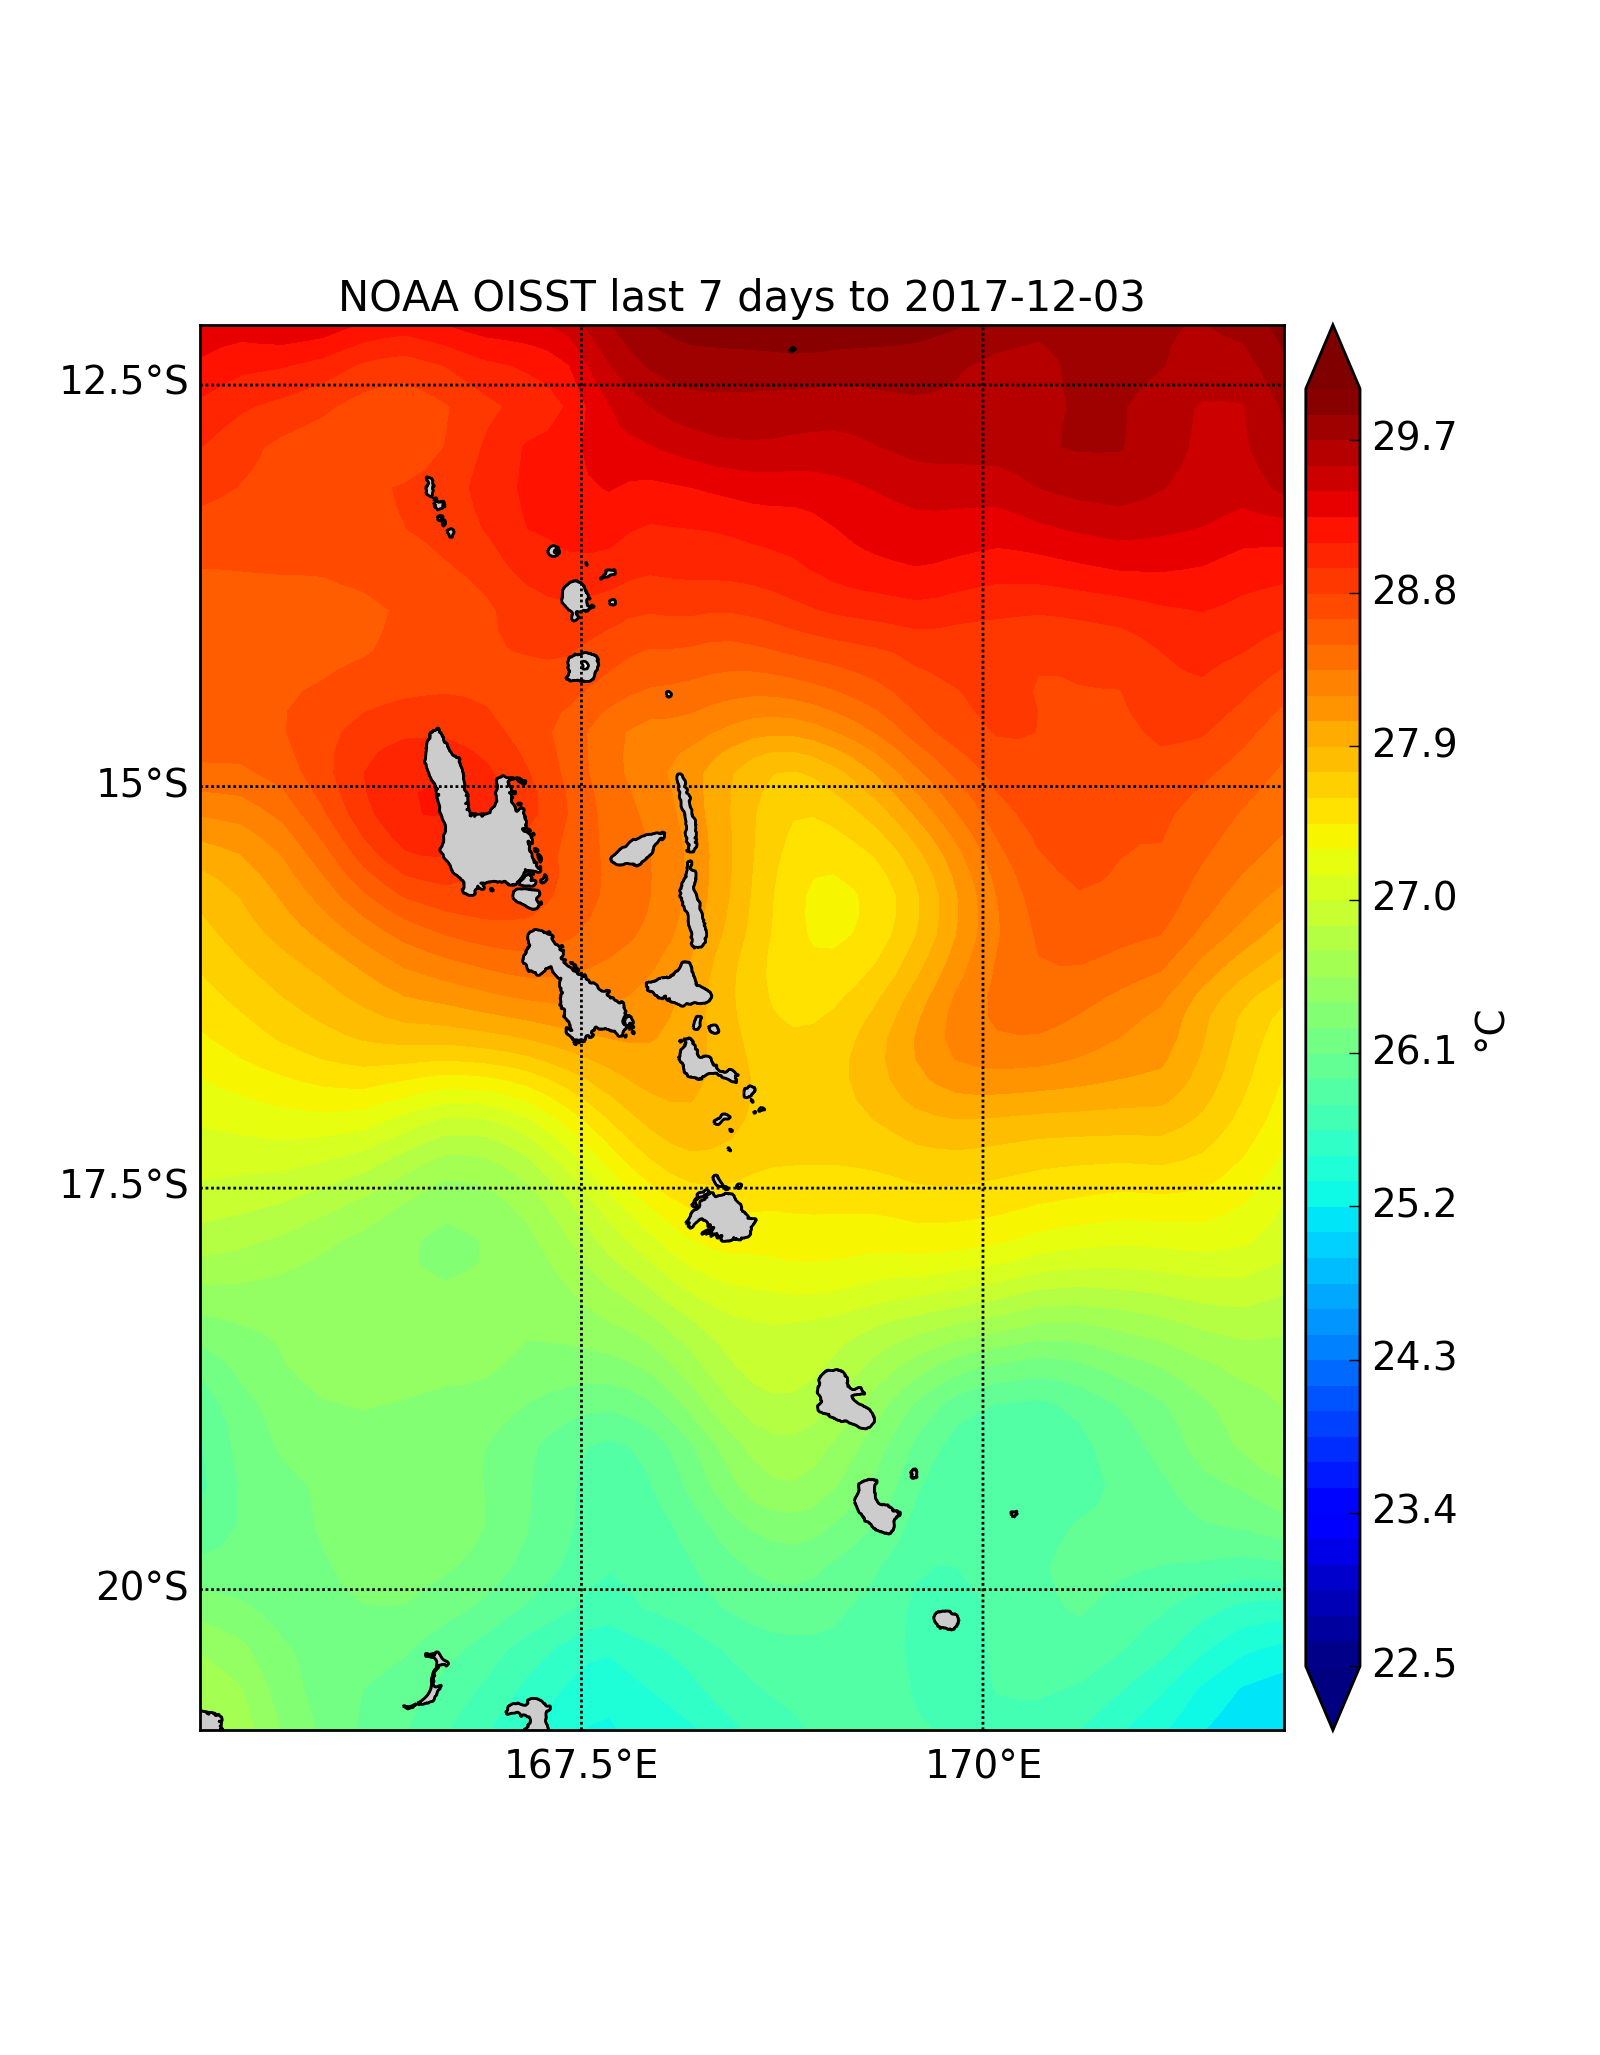 NOAA OISST last 7 days to 2017-12-03
12.5°S
15°S
17.5°S
20°S
167.5°E
170°E
29.7
28.8
27.9
27.0
26.1
25.2
24.3
23.4
22.5
°C